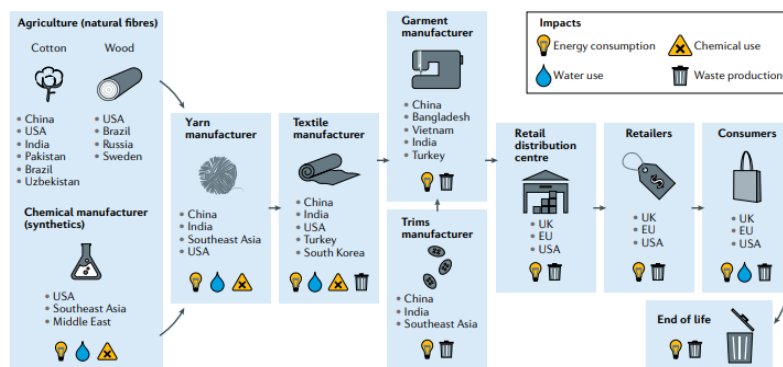 Agriculture (natural fibres)
Cotton
Wood
• China
• USA
• India
• Pakistan
• Brazil
• Uzbekistan
• USA
• Brazil
• Russia
• Sweden
Chemical manufacturer
(synthetics)
• USA
• Southeast Asia
• Middle East
Yarn
manufacturer
• China
• India
• Southeast Asia
• USA
Textile
manufacturer
• China
• India
• USA
• Turkey
• South Korea
Garment
manufacturer
• China
• Bangladesh
• Vietnam
• India
• Turkey
Trims
manufacturer
• China
• India
• Southeast Asia
Impacts
Energy consumption
Chemical use
Water use
Waste production
Retail
distribution
centre
• UK
• EU
• USA
Retailers
$
• UK
• EU
• USA
Consumers
• UK
• EU
• USA
End of life